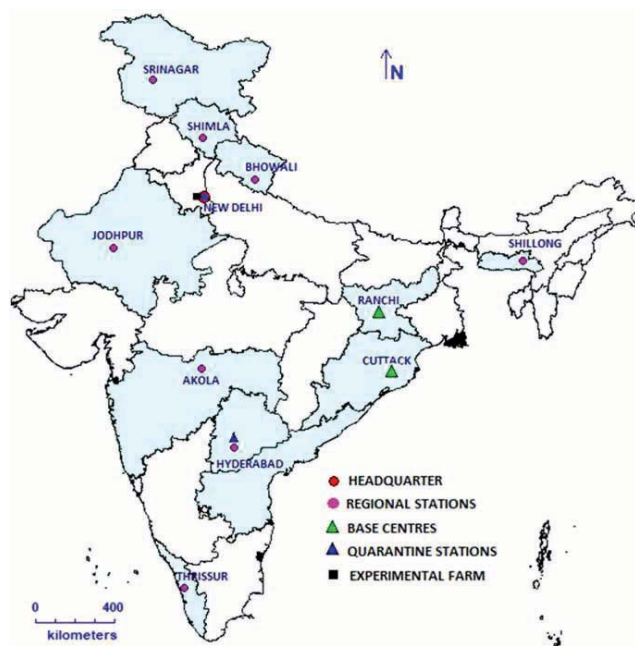 N
SRINAGAR
SHIMLA
BHOWALI
NEW DELHI
JODHPUR
SHILLONG
RANCHI
CUTTACK
AKOLA
HYDERABAD
HEADQUARTER
REGIONAL STATIONS
BASE CENTRES
QUARANTINE STATIONS
EXPERIMENTAL FARM
THRISSUR
0 400
kilometers